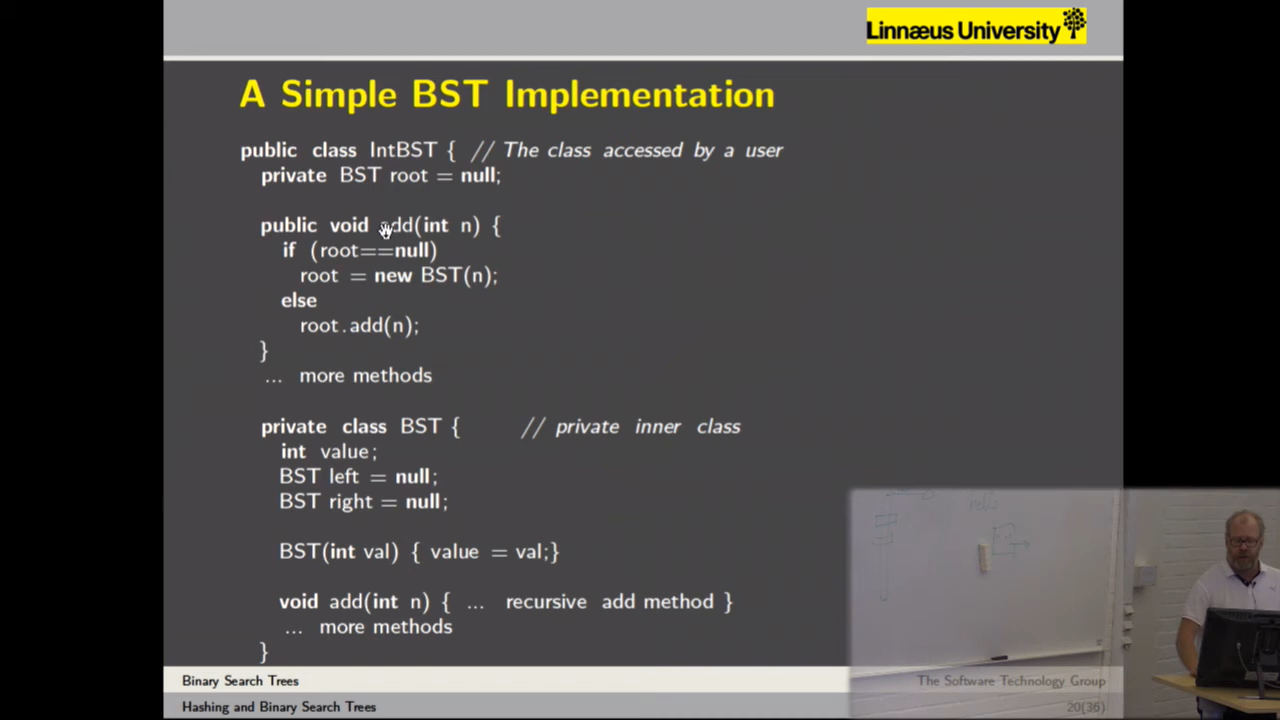 Linnæus University
A Simple BST Implementation
public class IntBST { // The class accessed by a user
private BST root = null;
public void add(int n) {
if (root==null)
root = new BST(n);
else
root.add(n);
}
... more methods
private class BST { // private inner class
int value;
BST left = null;
BST right = null;
BST(int val) { value = val;}
void add(int n) { ... recursive add method }
... more methods
}
Binary Search Trees
The Software Technology Group
Hashing and Binary Search Trees
20(36)